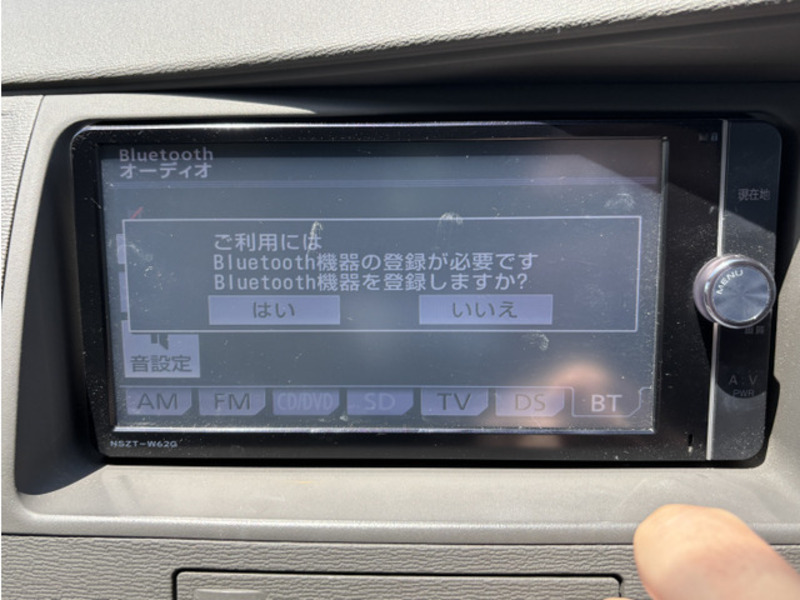 Bluetooth
オーディオ
現在地
ご利用には
Bluetooth機器の登録が必要です
Bluetooth機器を登録しますか?
はい
いいえ
MENU
音設定
AM
FM
CD/DVD
SD
TV
DS
BT
A.V
PWR
NSZT-W62G